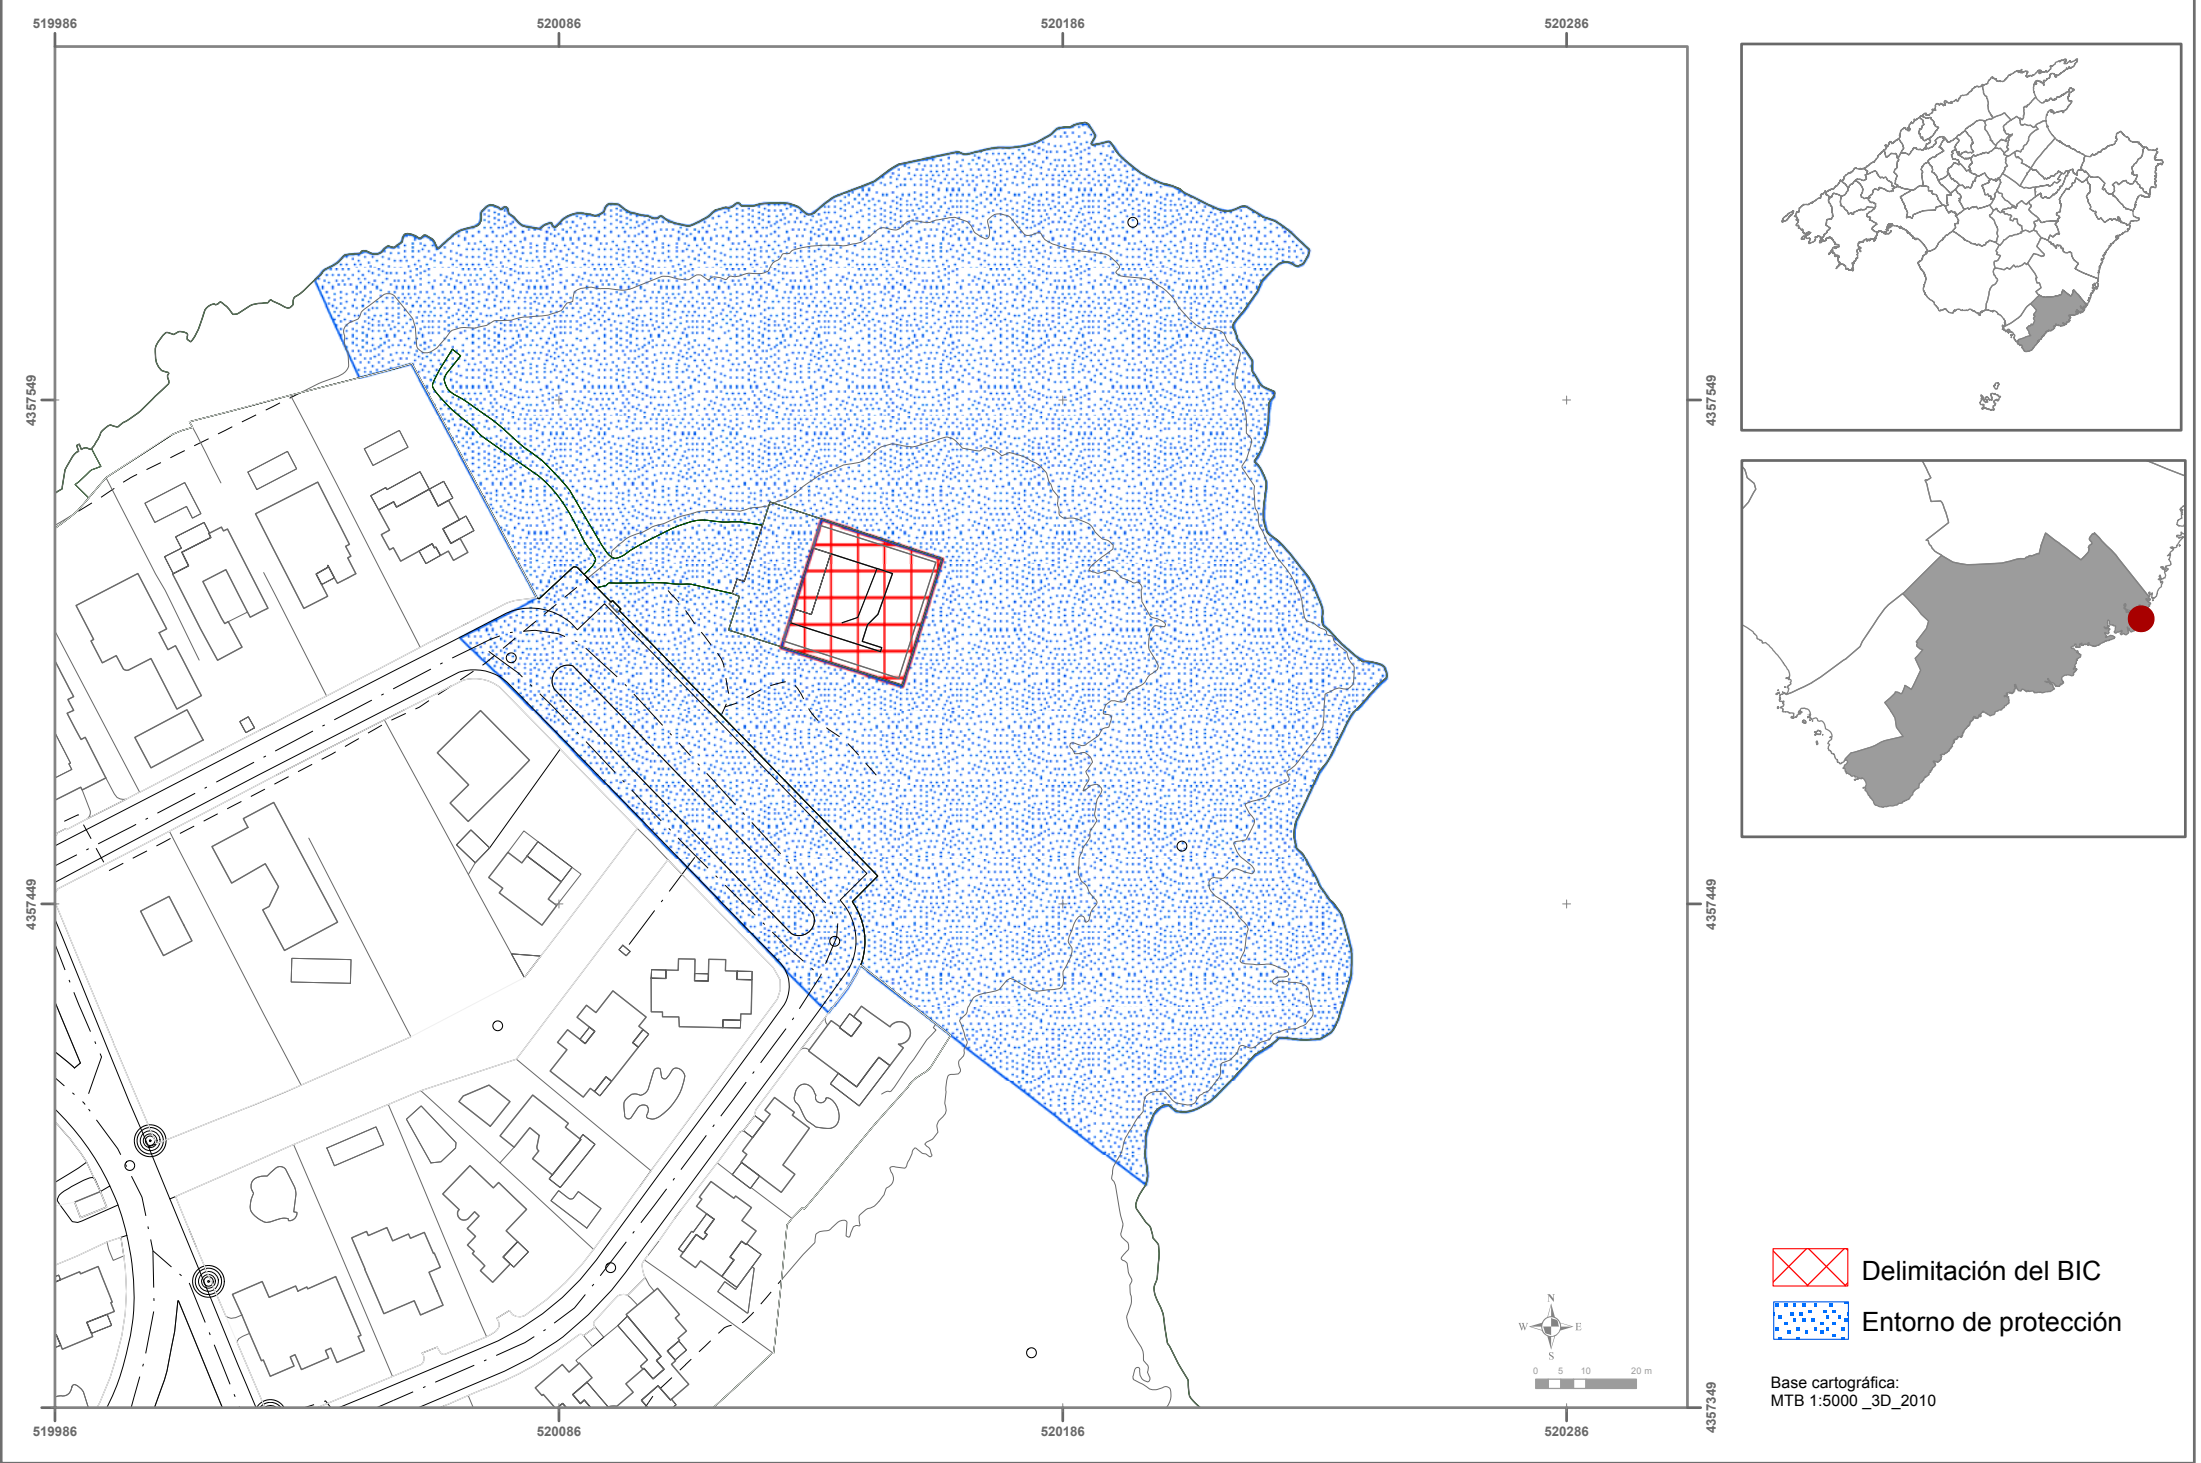 519986 520086 520186 520286
4357549 4357549
4357449 4357449
4357349
N
W E
S
0 5 10 20 m
519986 520086 520186 520286
Delimitación del BIC
Entorno de protección
Base cartográfica:
MTB 1:5000 _3D_2010